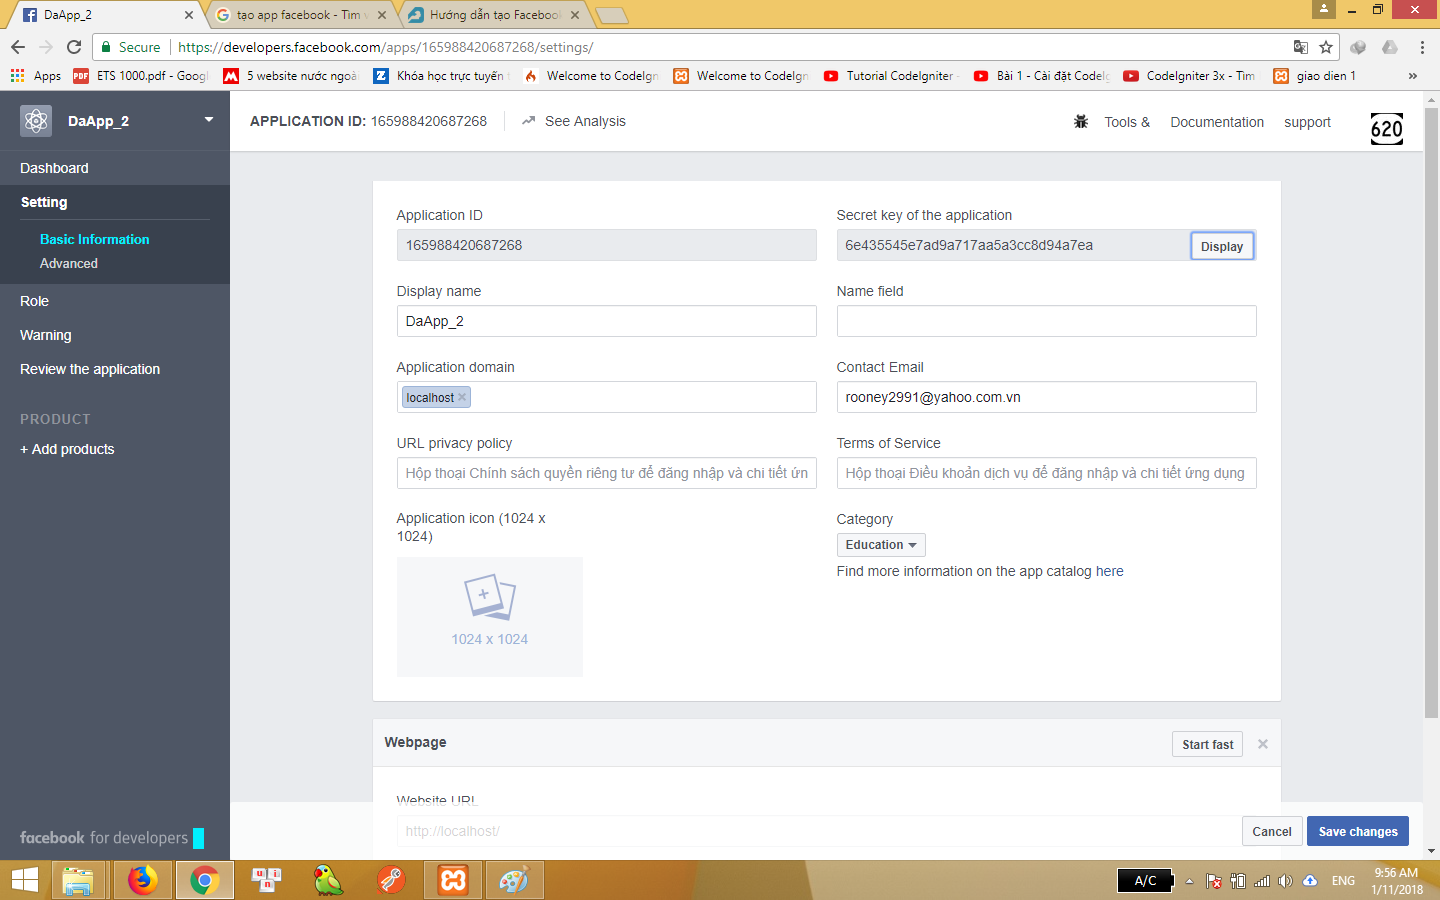 DaApp_2
tạo app facebook - Tìm v
Hướng dẫn tạo Facebook
Secure
https://developers.facebook.com/apps/165988420687268/settings/
Apps
ETS 1000.pdf - Googl
5 website nước ngoài
Khóa học trực tuyến t
Welcome to CodeIgn
Welcome to CodeIgn
Tutorial CodeIgniter -
Bài 1 - Cài đặt CodeIg
CodeIgniter 3x - Tìm
giao dien 1
»
DaApp_2
APPLICATION ID: 165988420687268
See Analysis
Tools &
Documentation
support
620
Dashboard
Setting
Basic Information
Advanced
Role
Warning
Review the application
PRODUCT
+ Add products
Application ID
165988420687268
Secret key of the application
6e435545e7ad9a717aa5a3cc8d94a7ea
Display
Display name
DaApp_2
Name field
Application domain
localhost
Contact Email
rooney2991@yahoo.com.vn
URL privacy policy
Hộp thoại Chính sách quyền riêng tư để đăng nhập và chi tiết ứn
Terms of Service
Hộp thoại Điều khoản dịch vụ để đăng nhập và chi tiết ứng dụng
Application icon (1024 x
1024)
1024 x 1024
Category
Education
Find more information on the app catalog here
Webpage
Start fast
Website URL
http://localhost/
Cancel
Save changes
facebook for developers
A/C
ENG
9:56 AM
1/11/2018